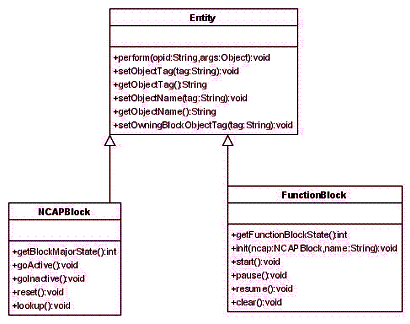 Entity
+perform(opid:String,args:Object):void
+setObjectTag(tag:String):void
+getObjectTag():String
+setObjectName(tag:String):void
+getObjectName():String
+setOwningBlockObjectTag(tag:String):void
NCAPBlock
+getBlockMajorState():int
+goActive():void
+goInactive():void
+reset():void
+lookup():void
FunctionBlock
+getFunctionBlockState():int
+init(ncap:NCAPBlock,name:String):void
+start():void
+pause():void
+resume():void
+clear():void